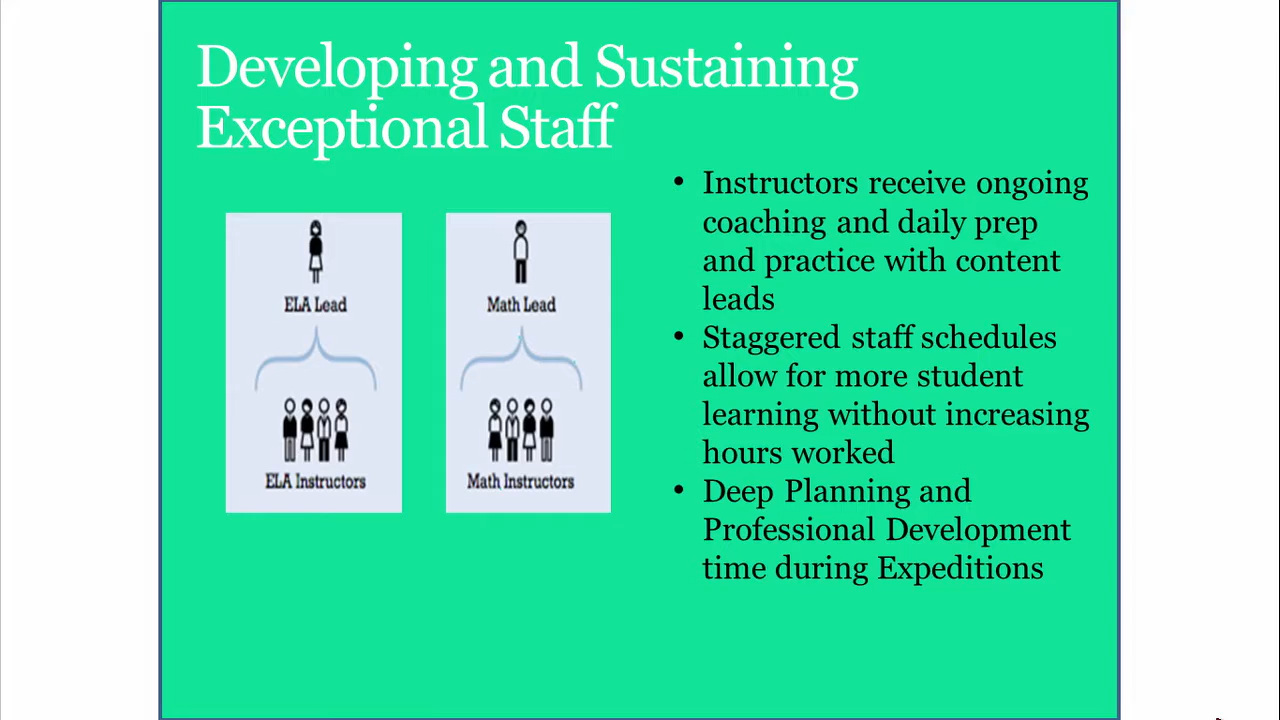 Developing and Sustaining
Exceptional Staff
ELA Lead
ELA Instructors
Math Lead
Math Instructors
• Instructors receive ongoing
coaching and daily prep
and practice with content
leads
• Staggered staff schedules
allow for more student
learning without increasing
hours worked
• Deep Planning and
Professional Development
time during Expeditions